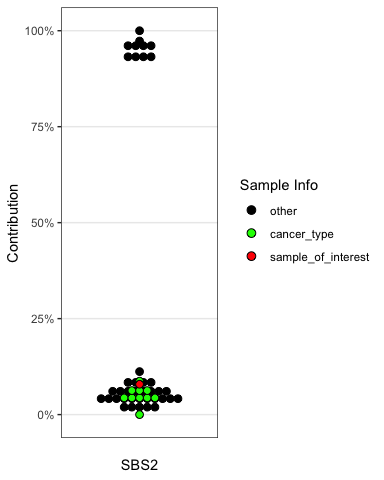 100%
75%
50%
25%
0%
Contribution
SBS2
Sample Info
other
cancer_type
sample_of_interest